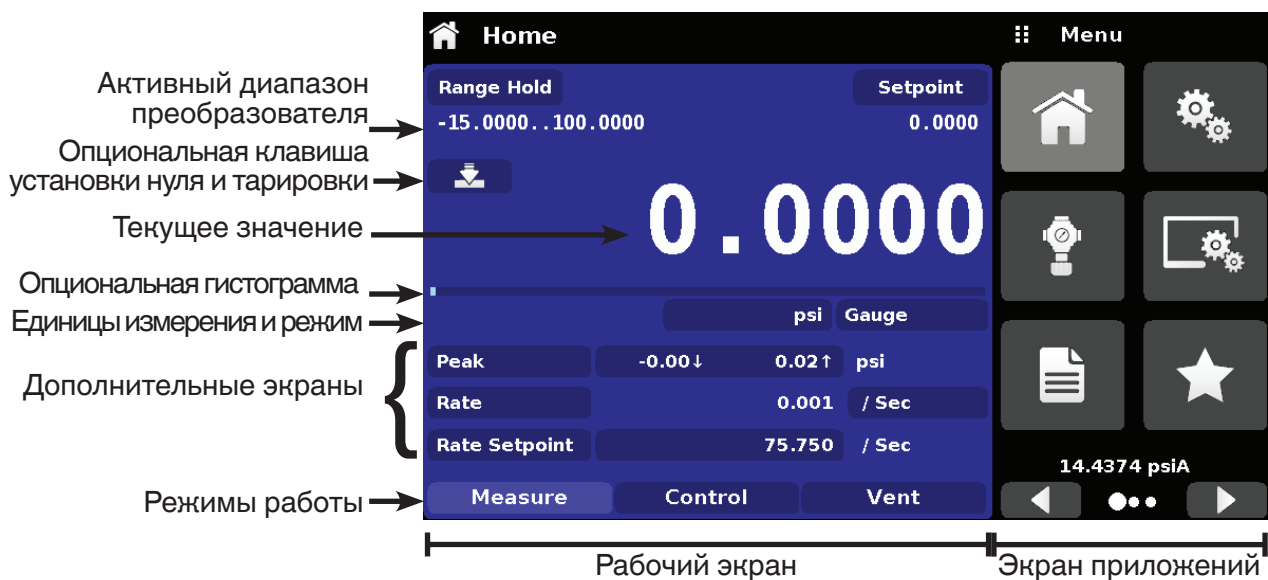 Home
Menu
Активный диапазон
преобразователя
Range Hold
Setpoint
-15.0000..100.0000
0.0000
Опциональная клавиша
установки нуля и тарировки
Текущее значение
0.0000
Опциональная гистограмма
Единицы измерения и режим
psi
Gauge
Дополнительные экраны
Peak
-0.00↓
0.02↑
psi
Rate
0.001
/ Sec
Rate Setpoint
75.750
/ Sec
14.4374 psiA
Режимы работы
Measure
Control
Vent
Рабочий экран
Экран приложений